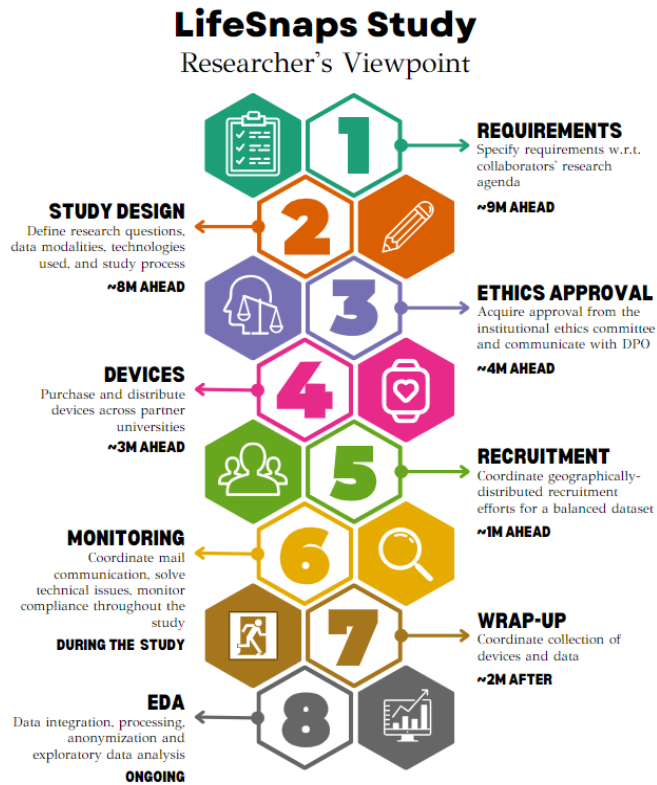 LifeSnaps Study
Researcher's Viewpoint
1
REQUIREMENTS
Specify requirements w.r.t.
collaborators' research
agenda
~9M AHEAD
2
STUDY DESIGN
Define research questions,
data modalities, technologies
used, and study process
~8M AHEAD
3
ETHICS APPROVAL
Acquire approval from the
institutional ethics committee
and communicate with DPO
~4M AHEAD
4
DEVICES
Purchase and distribute
devices across partner
universities
~3M AHEAD
5
RECRUITMENT
Coordinate geographically-
distributed recruitment
efforts for a balanced dataset
~1M AHEAD
6
MONITORING
Coordinate mail
communication, solve
technical issues, monitor
compliance throughout the
study
DURING THE STUDY
7
WRAP-UP
Coordinate collection of
devices and data
~2M AFTER
8
EDA
Data integration, processing,
anonymization and
exploratory data analysis
ONGOING